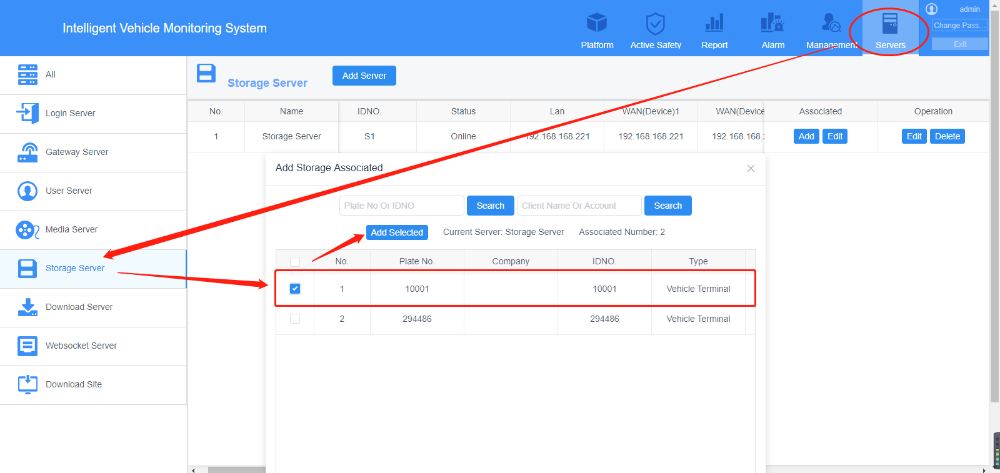 Intelligent Vehicle Monitoring System
Platform
Active Safety
Report
Alarm
Management
Servers
admin
Change Pass...
Exit
All
Login Server
Gateway Server
User Server
Media Server
Storage Server
Download Server
Websocket Server
Download Site
Storage Server
Add Server
No. Name IDNO. Status Lan WAN(Device)1 WAN(Device Associated Operation
1 Storage Server S1 Online 192.168.168.221 192.168.168.221 192.168.168. Add Edit Edit Delete
Add Storage Associated
Plate No Or IDNO Search Client Name Or Account Search
Add Selected Current Server: Storage Server Associated Number: 2
No. Plate No. Company IDNO. Type
1 10001 10001 Vehicle Terminal
2 294486 294486 Vehicle Terminal